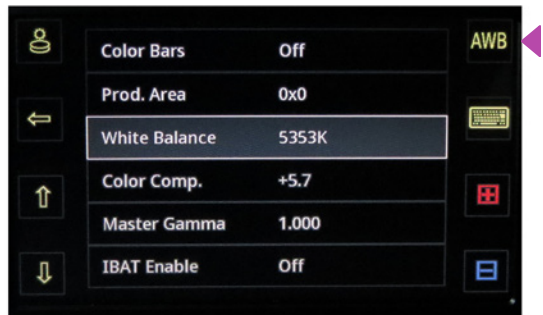 AWB
Color Bars Off
Prod. Area 0x0
White Balance 5353K
Color Comp. +5.7
Master Gamma 1.000
IBAT Enable Off